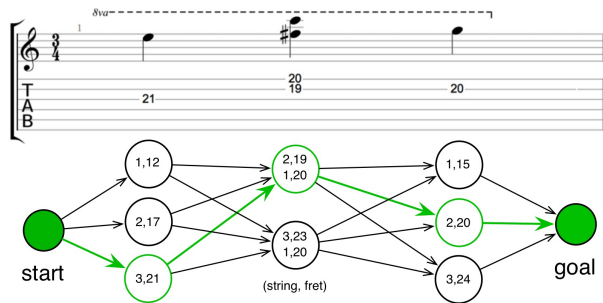 8va
1
3
4
20
19
20
21
T
A
B
1,12
2,19
1,20
1,15
2,17
2,20
3,23
1,20
3,21
3,24
start
goal
(string, fret)